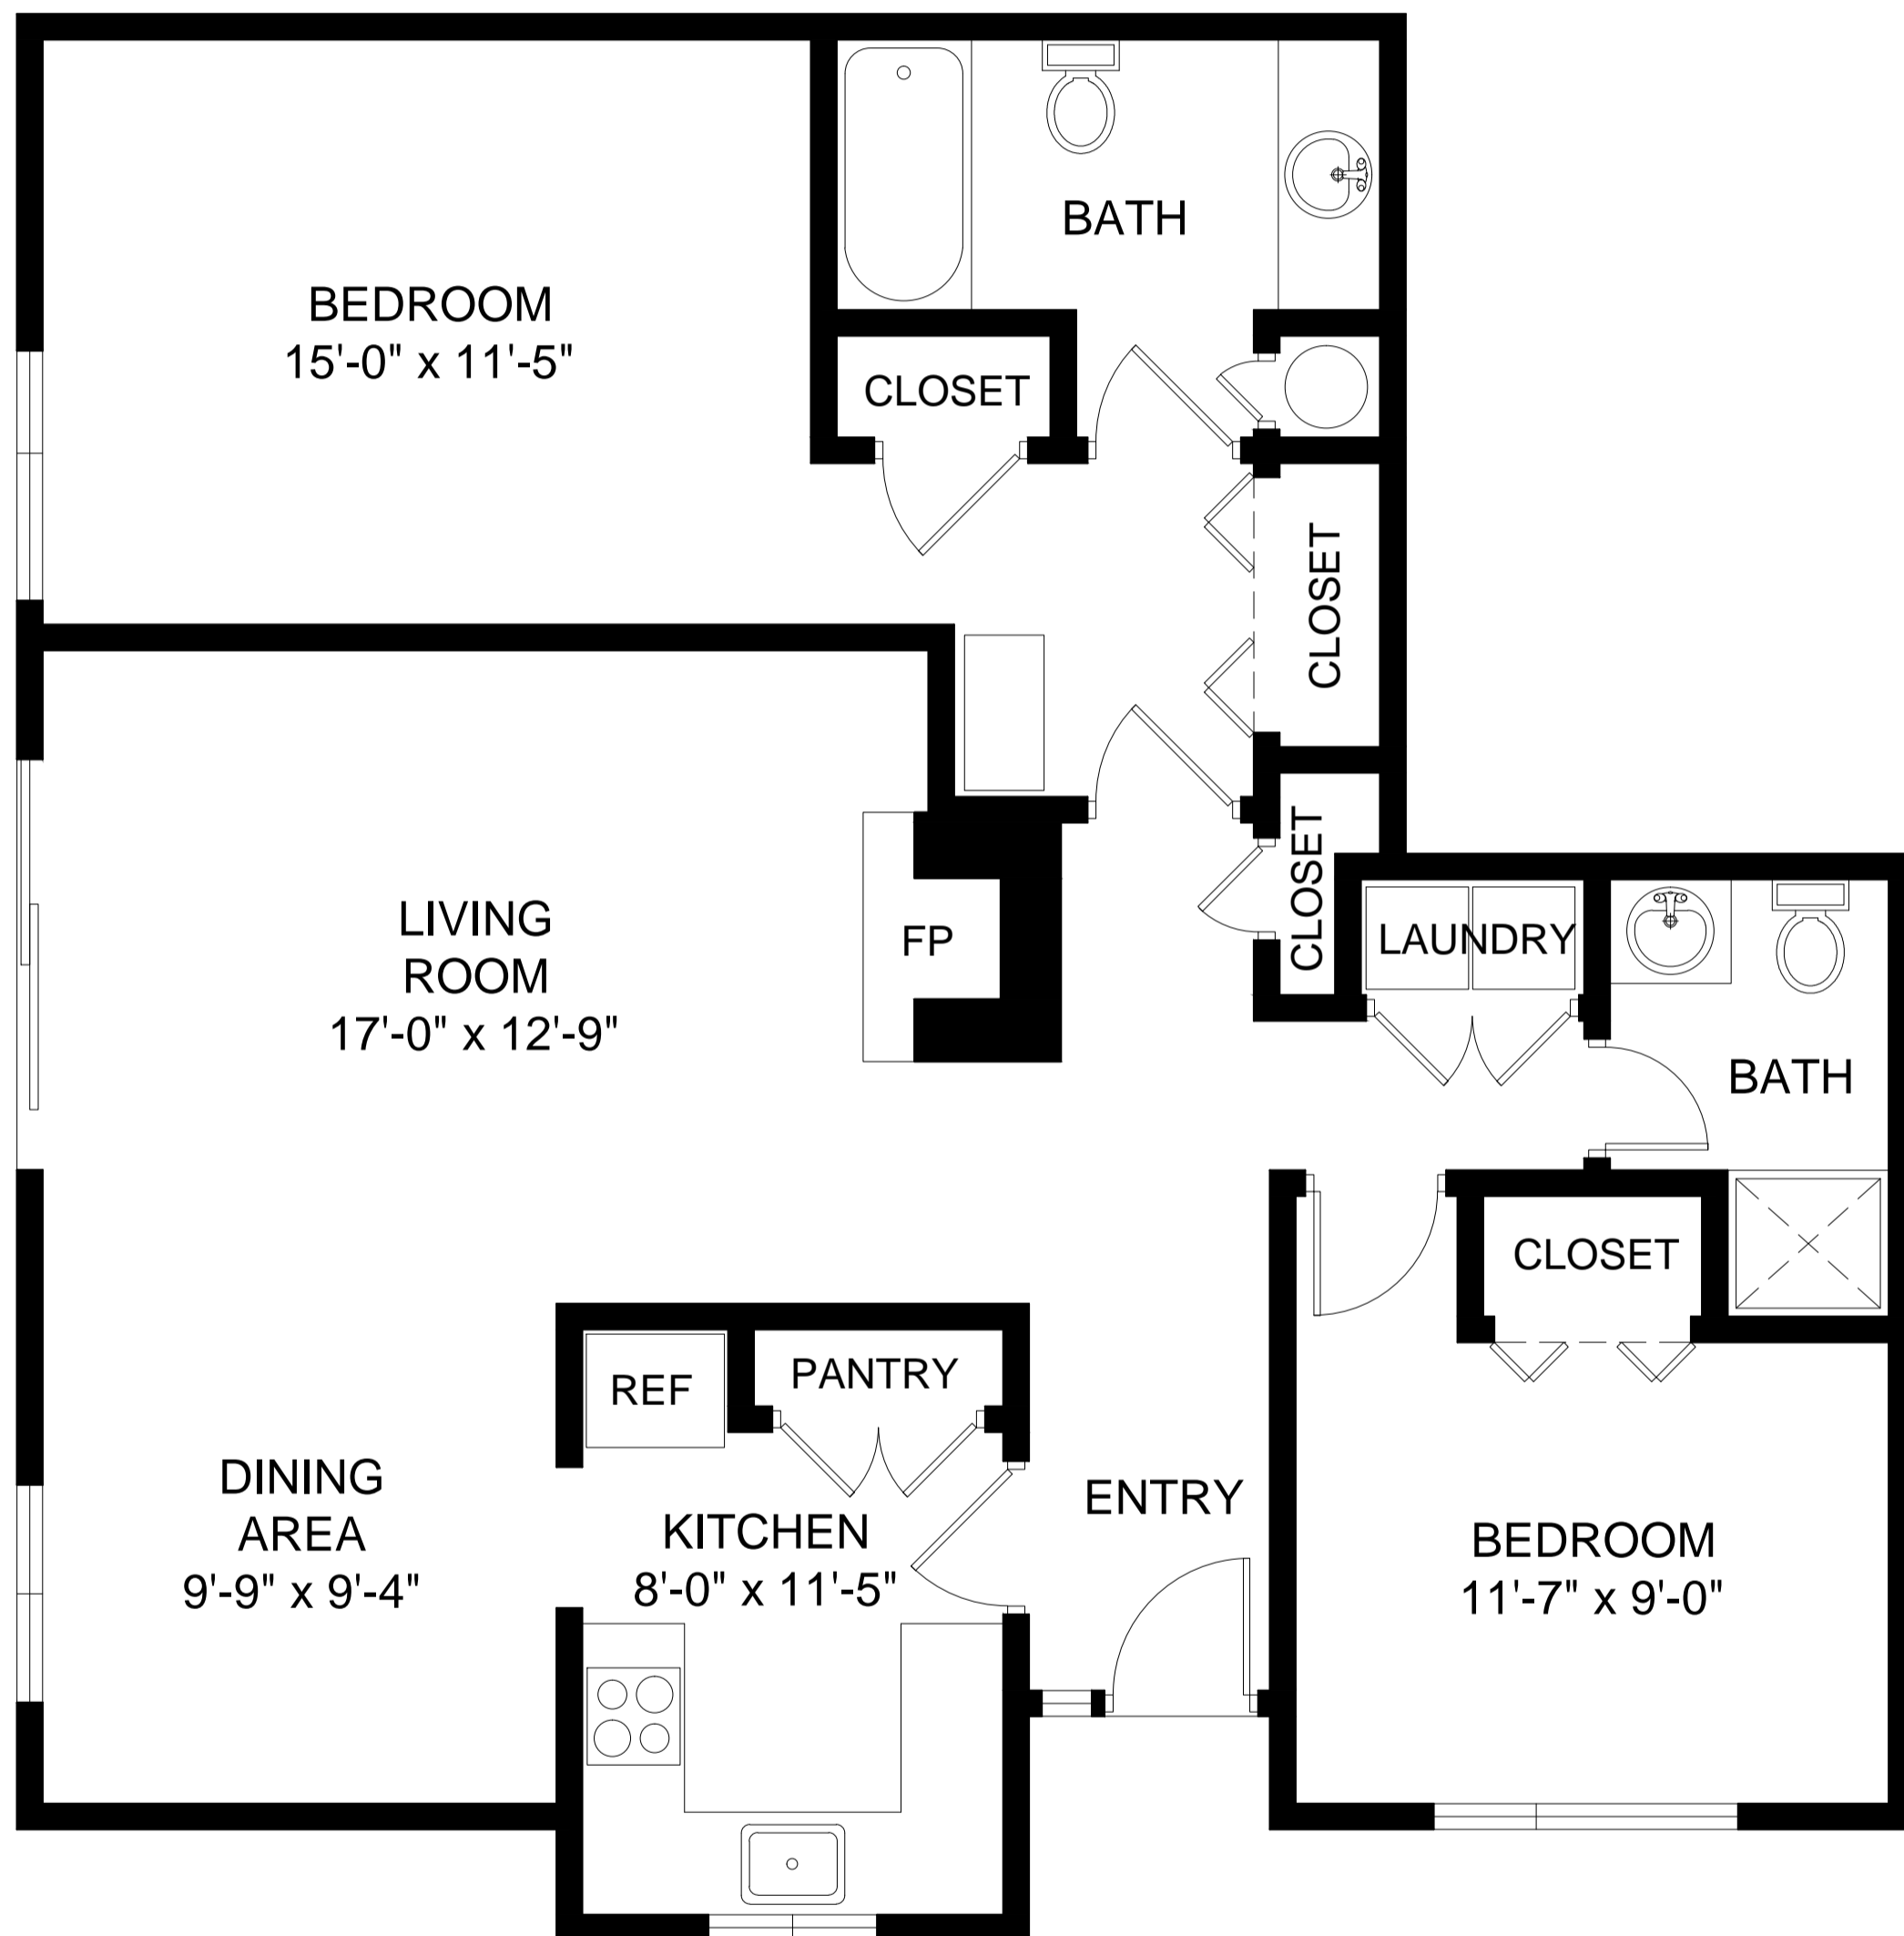 BATH
BEDROOM
15'-0" x 11'-5"
CLOSET
CLOSET
CLOSET
LIVING
ROOM
17'-0" x 12'-9"
FP
LAUNDRY
BATH
CLOSET
REF
PANTRY
DINING
AREA
9'-9" x 9'-4"
KITCHEN
8'-0" x 11'-5"
ENTRY
BEDROOM
11'-7" x 9'-0"